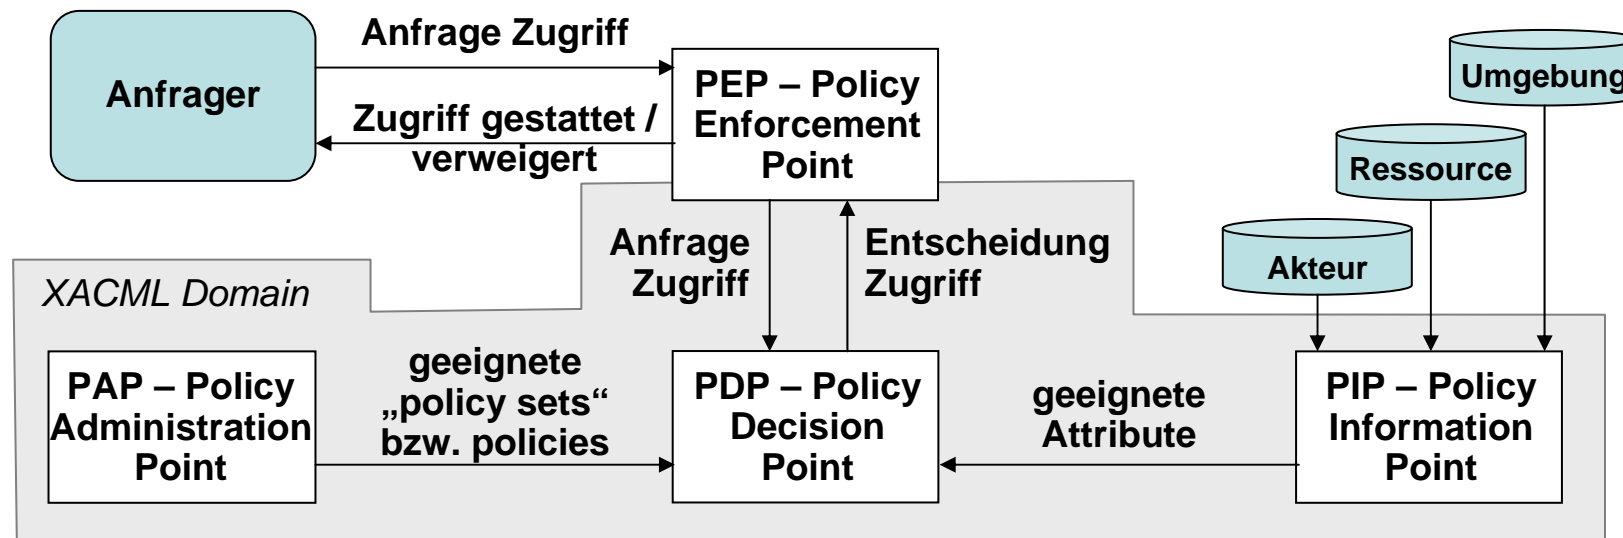 Anfrager
Anfrage Zugriff
Zugriff gestattet /
verweigert
PEP – Policy
Enforcement
Point
Umgebung
Ressource
Akteur
Anfrage
Zugriff
Entscheidung
Zugriff
XACML Domain
PAP – Policy
Administration
Point
geeignete
„policy sets“
bzw. policies
PDP – Policy
Decision
Point
geeignete
Attribute
PIP – Policy
Information
Point